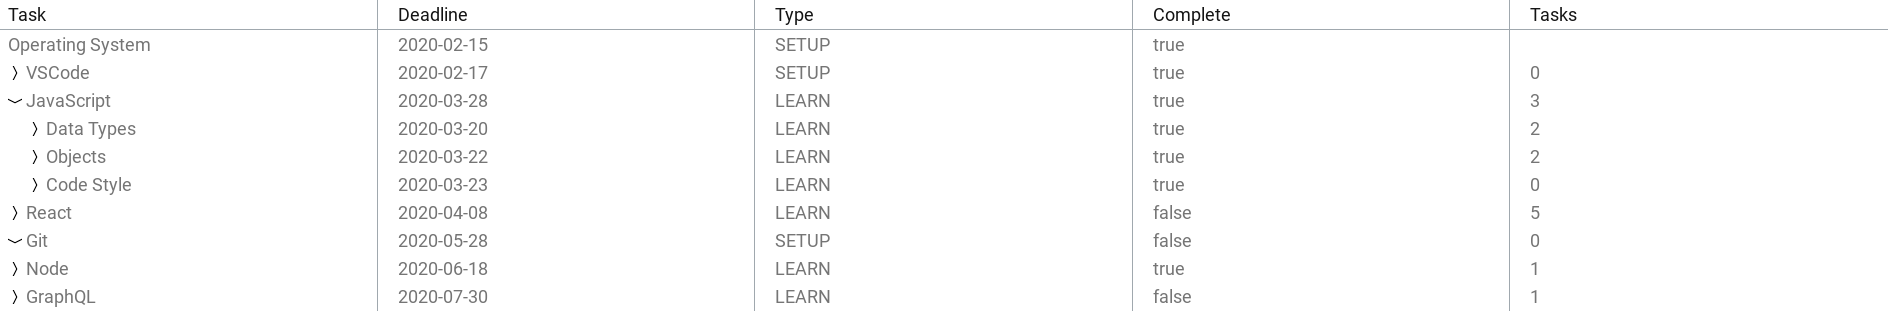 Task Deadline Type Complete Tasks
Operating System 2020-02-15 SETUP true
VSCode 2020-02-17 SETUP true 0
JavaScript 2020-03-28 LEARN true 3
Data Types 2020-03-20 LEARN true 2
Objects 2020-03-22 LEARN true 2
Code Style 2020-03-23 LEARN true 0
React 2020-04-08 LEARN false 5
Git 2020-05-28 SETUP false 0
Node 2020-06-18 LEARN true 1
GraphQL 2020-07-30 LEARN false 1